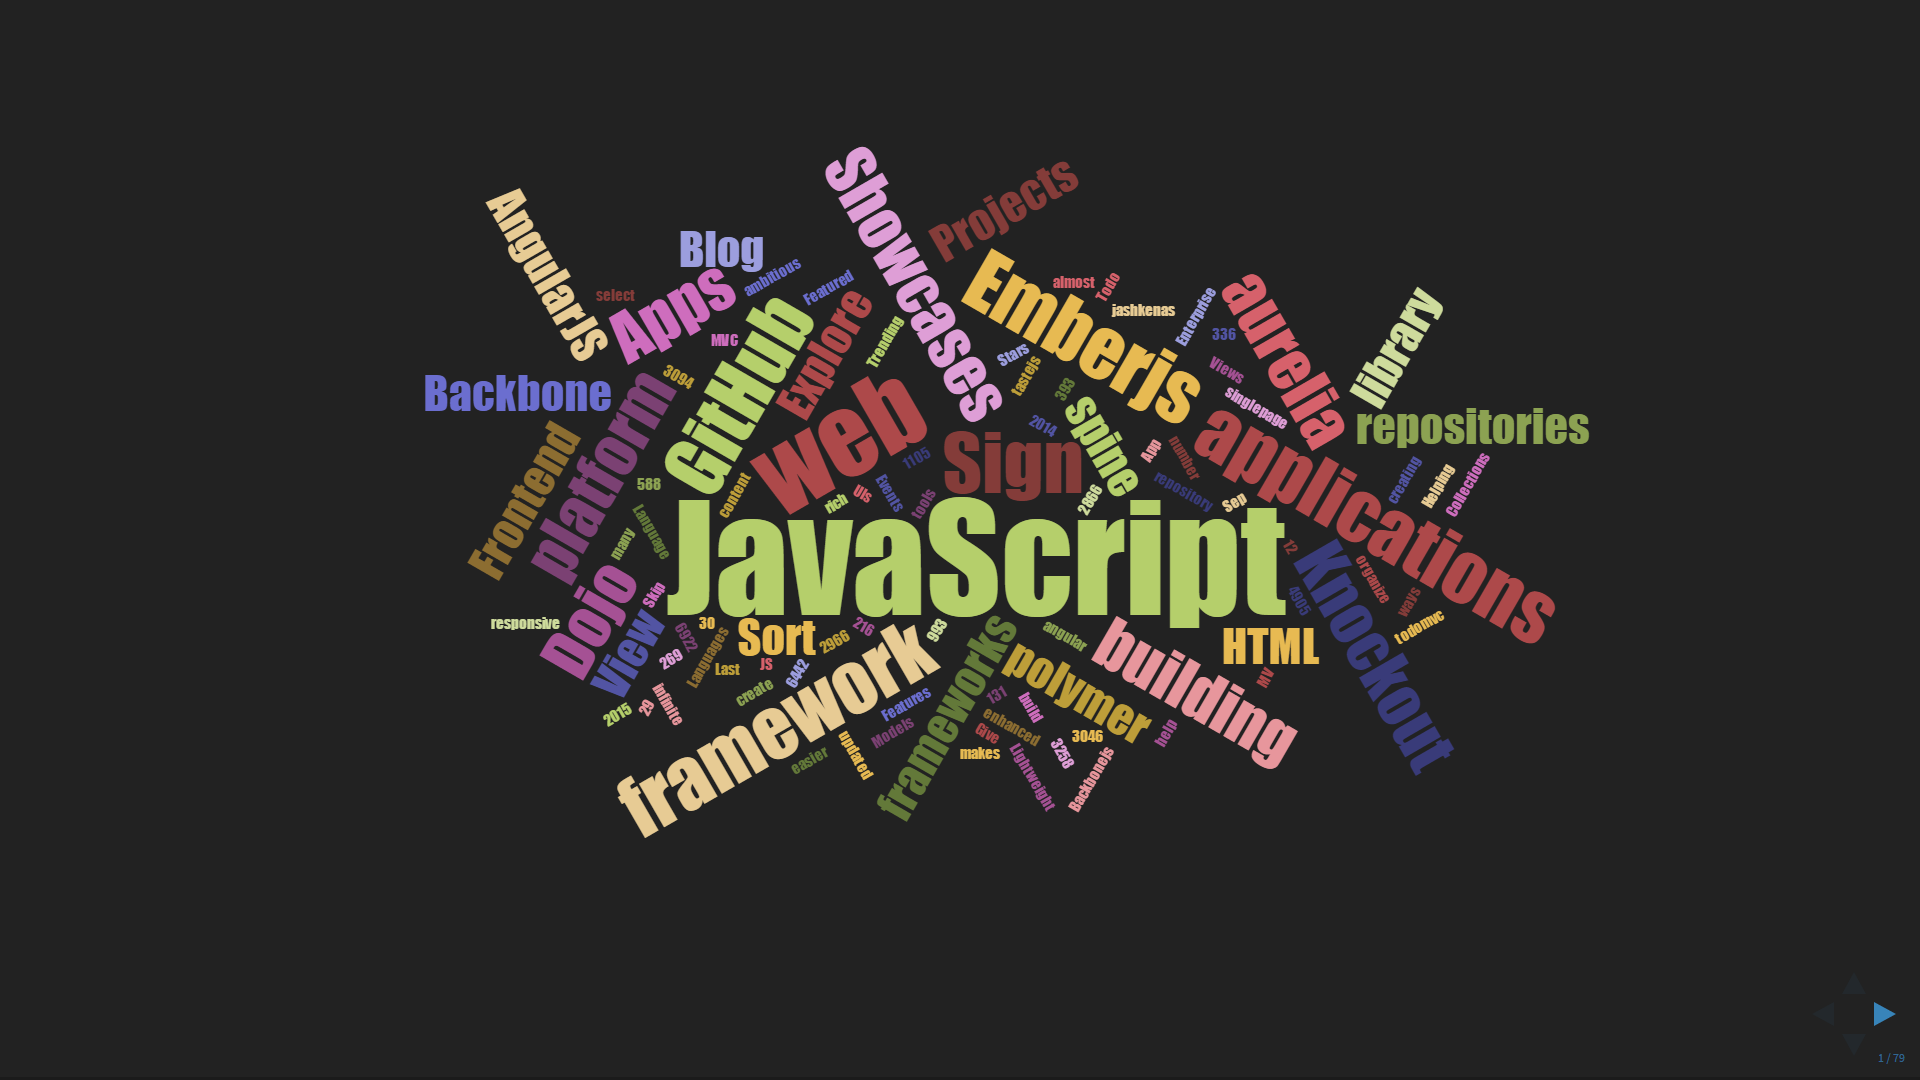 Showcases
Projects
AngularJS
Blog
ambitious
Featured
select
Apps
Emberjs
almost
Todo
jashkenas
Enterprise
336
aurelia
library
MVC
GitHub
Explore
Trending
Stars
tastejs
393
Views
singlepage
Backbone
3094
platform
web
2014
spine
App
number
applications
repositories
Frontend
588
content
1105
Sign
2866
repository
Sep
creating
Helping
Collections
rich
UIs
Events
tools
Language
many
JavaScript
12
Knockout
4905
organize
ways
todomvc
Dojo
Skip
responsive
View
6922
30
Languages
Sort
2966
216
993
angular
building
HTML
MV
269
Last
JS
6442
create
framework
frameworks
polymer
2015
29
Infinite
Features
Models
131
build
enhanced
Give
3046
help
easier
updated
makes
Lightweight
3258
Backbonejs
1 / 79